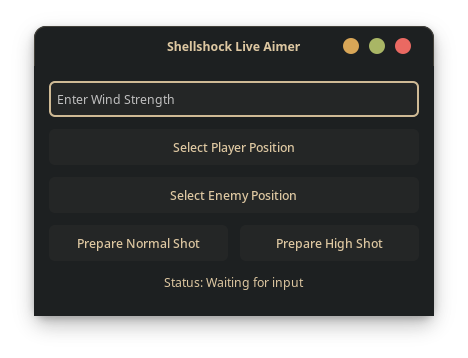 Shellshock Live Aimer
Enter Wind Strength
Select Player Position
Select Enemy Position
Prepare Normal Shot
Prepare High Shot
Status: Waiting for input